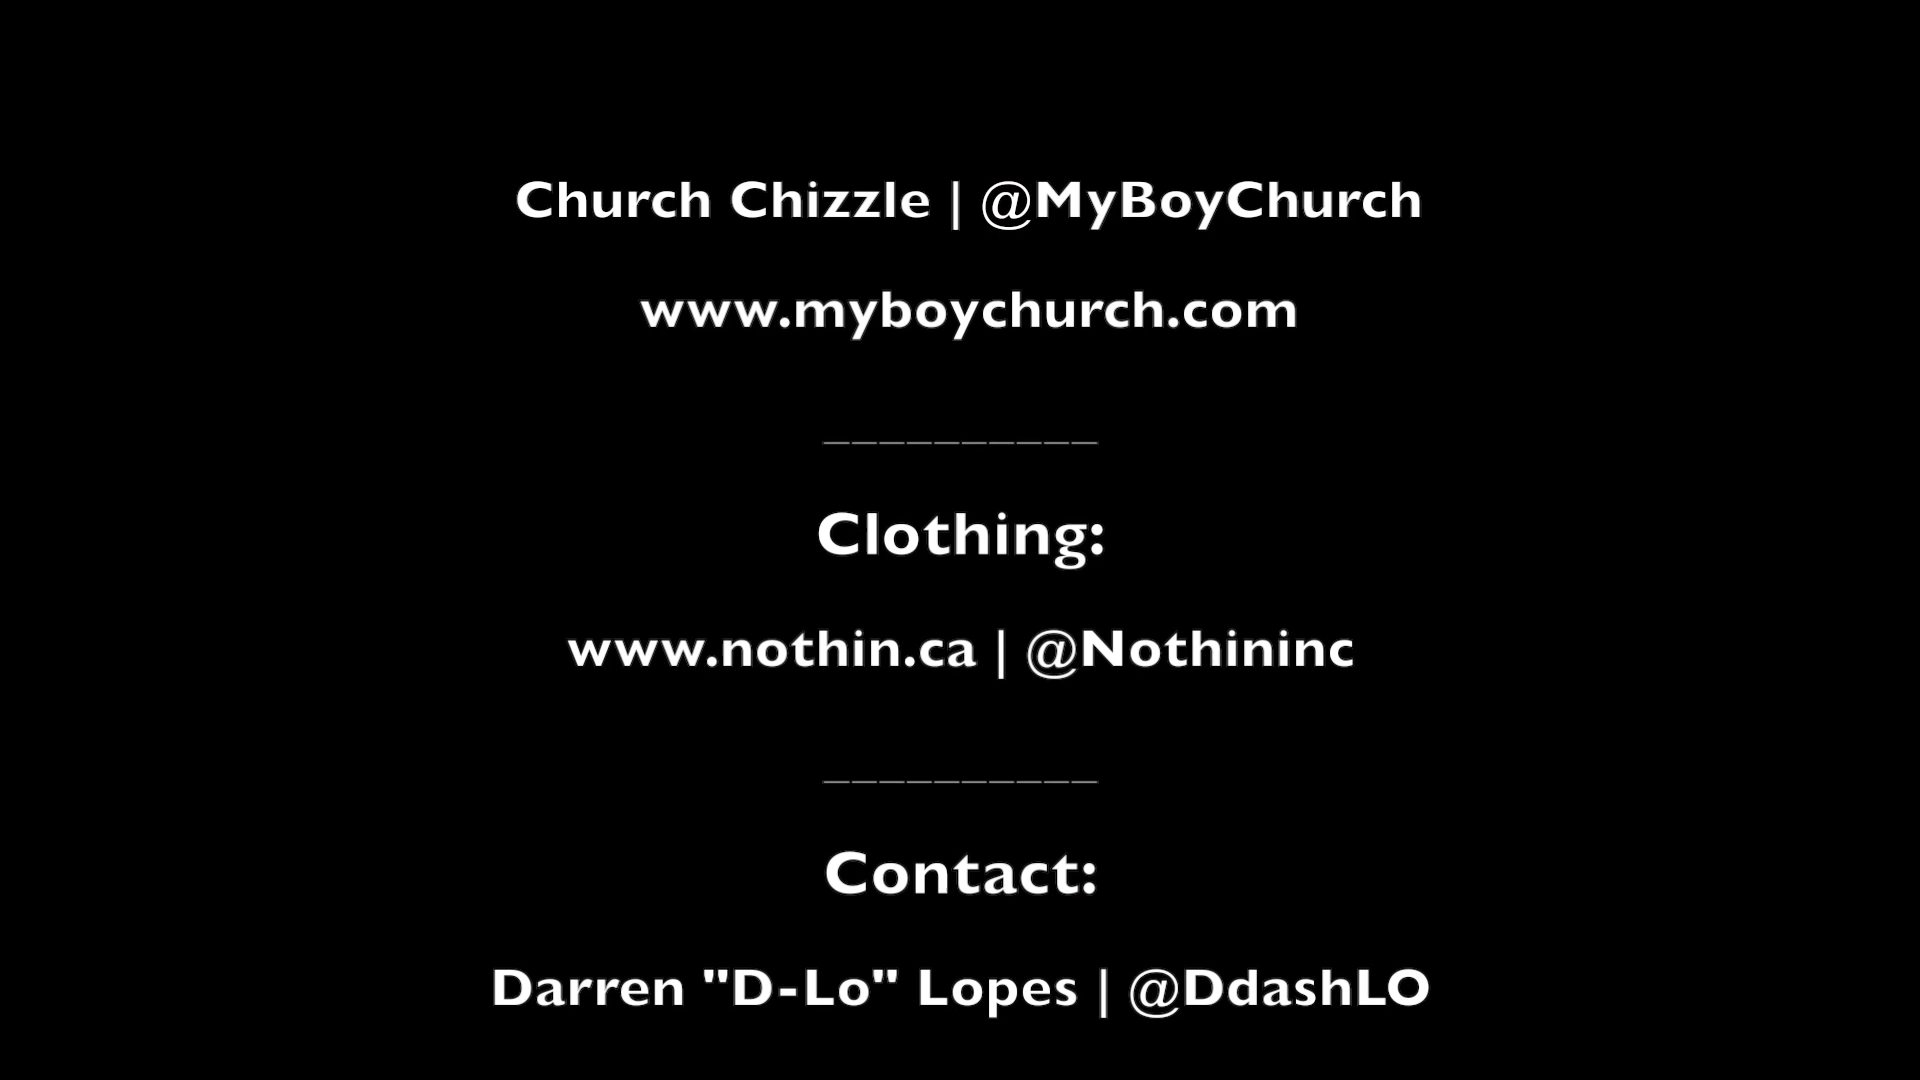 Church Chizzle | @MyBoyChurch
www.myboychurch.com
__________
Clothing:
www.nothin.ca | @Nothininc
__________
Contact:
Darren "D-Lo" Lopes | @DdashLO